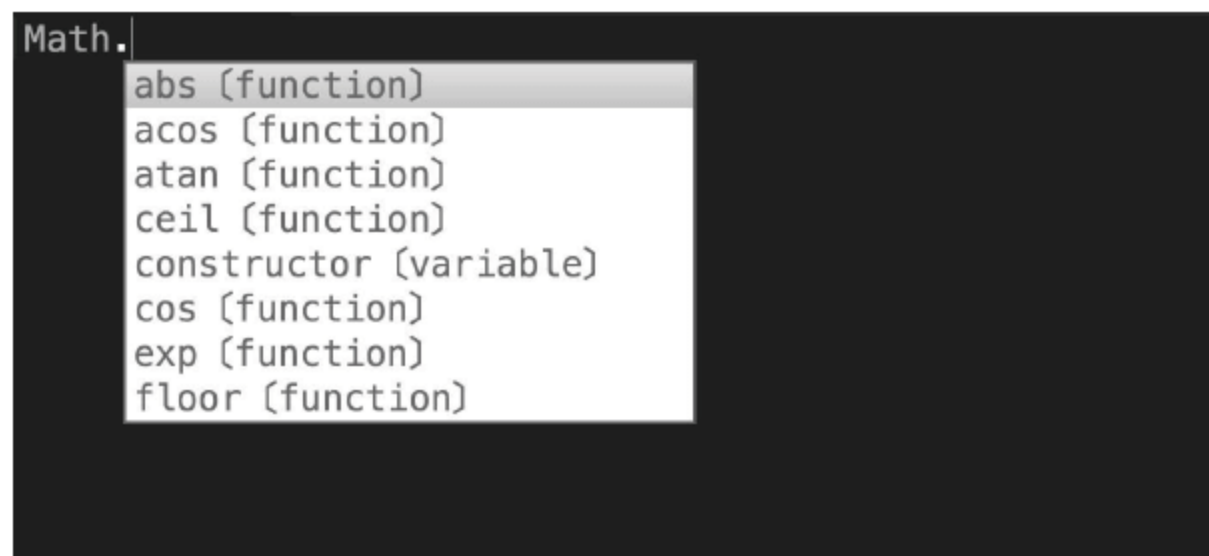 Math.
abs (function)
acos (function)
atan (function)
ceil (function)
constructor (variable)
cos (function)
exp (function)
floor (function)